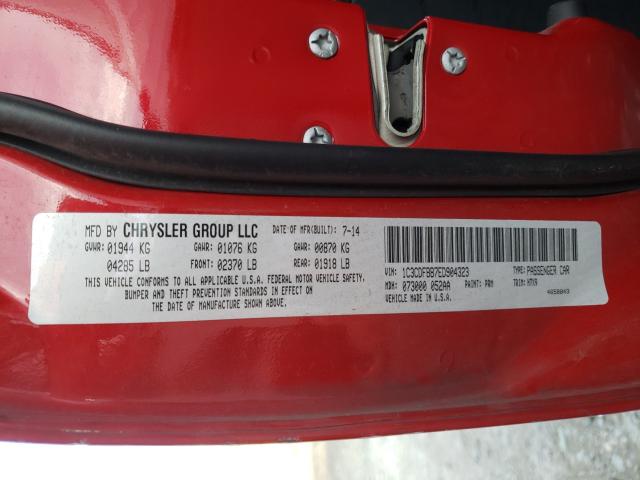 MFD BY CHRYSLER GROUP LLC DATE OF MFR(BUILT): 7-14
GVWR: 01944 KG GAWR: 01076 KG GAWR: 00870 KG
04285 LB FRONT: 02370 LB REAR: 01918 LB
THIS VEHICLE CONFORMS TO ALL APPLICABLE U.S.A. FEDERAL MOTOR VEHICLE SAFETY,
BUMPER AND THEFT PREVENTION STANDARDS IN EFFECT ON
THE DATE OF MANUFACTURE SHOWN ABOVE.
VIN: 1C3CDFBB7ED904323 TYPE: PASSENGER CAR
MDH: 073000 052AA PAINT: PRM TRIM: H7X9
VEHICLE MADE IN U.S.A. 4658043